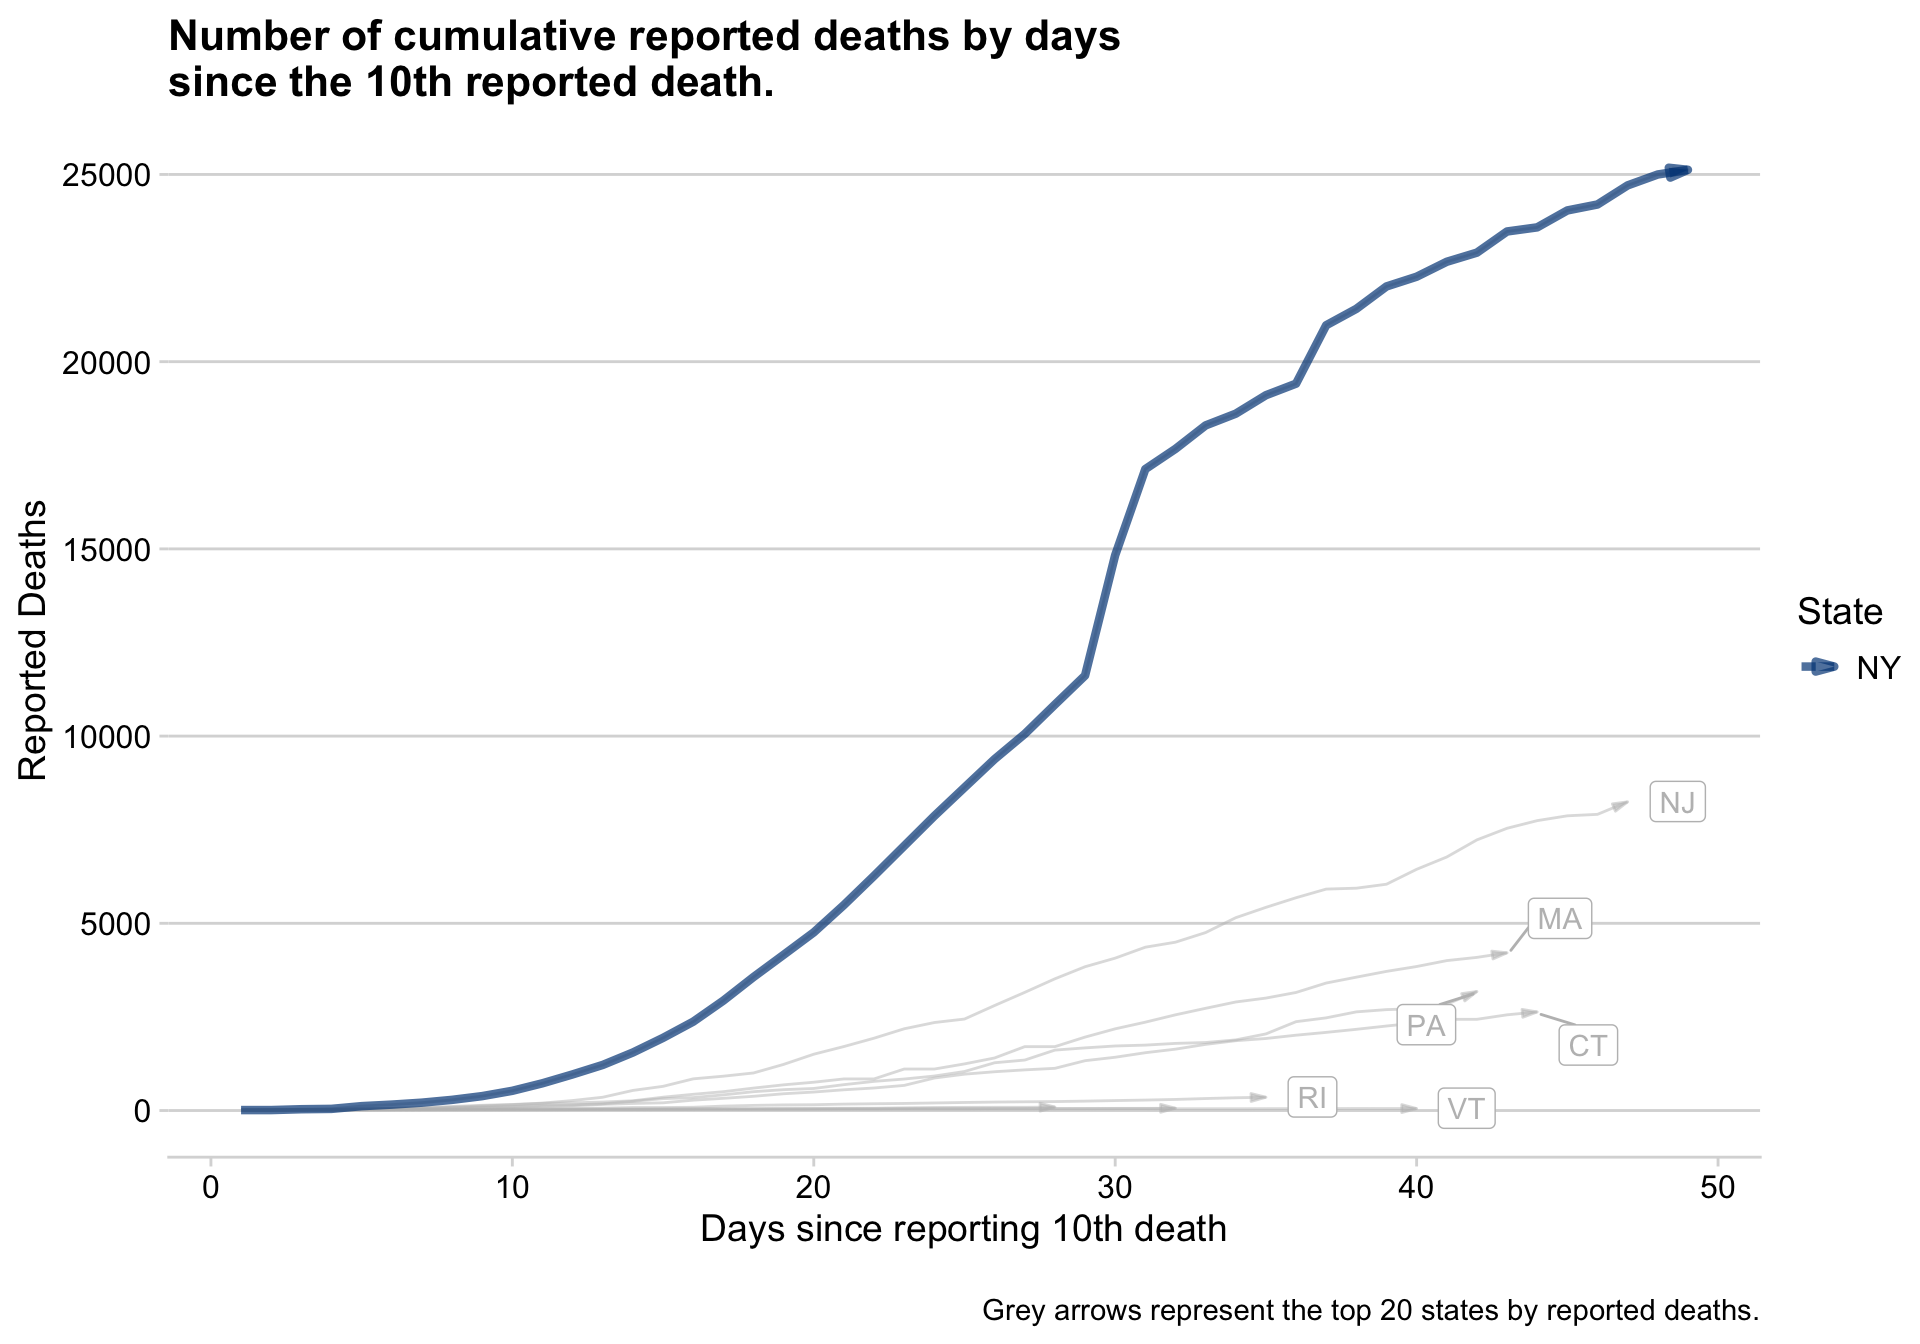 Number of cumulative reported deaths by days
since the 10th reported death.
25000
20000
15000
10000
5000
0
Reported Deaths
NJ
MA
PA
CT
RI
VT
State
NY
0 10 20 30 40 50
Days since reporting 10th death
Grey arrows represent the top 20 states by reported deaths.